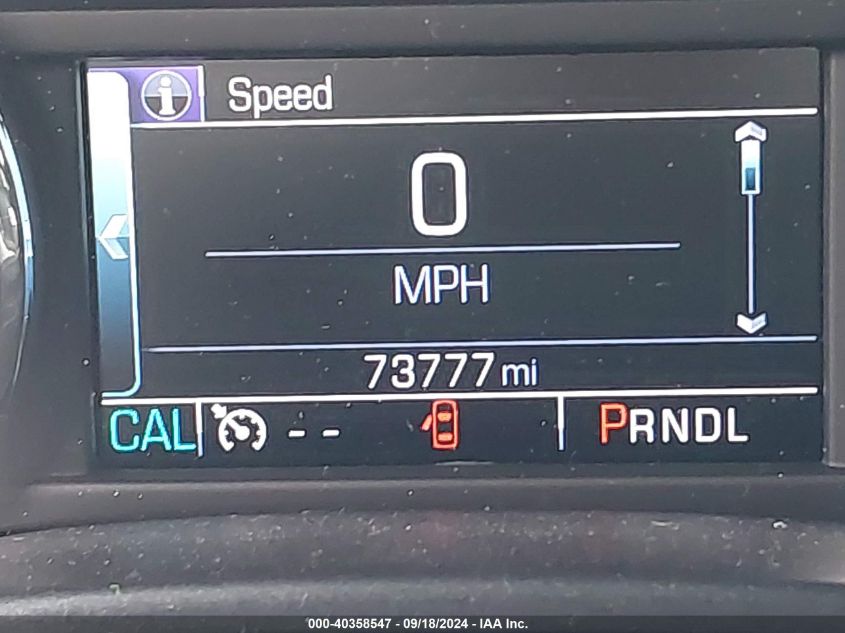 Speed
0
MPH
73777 mi
CAL -- PRNDL
000-40358547 - 09/18/2024 - IAA Inc.